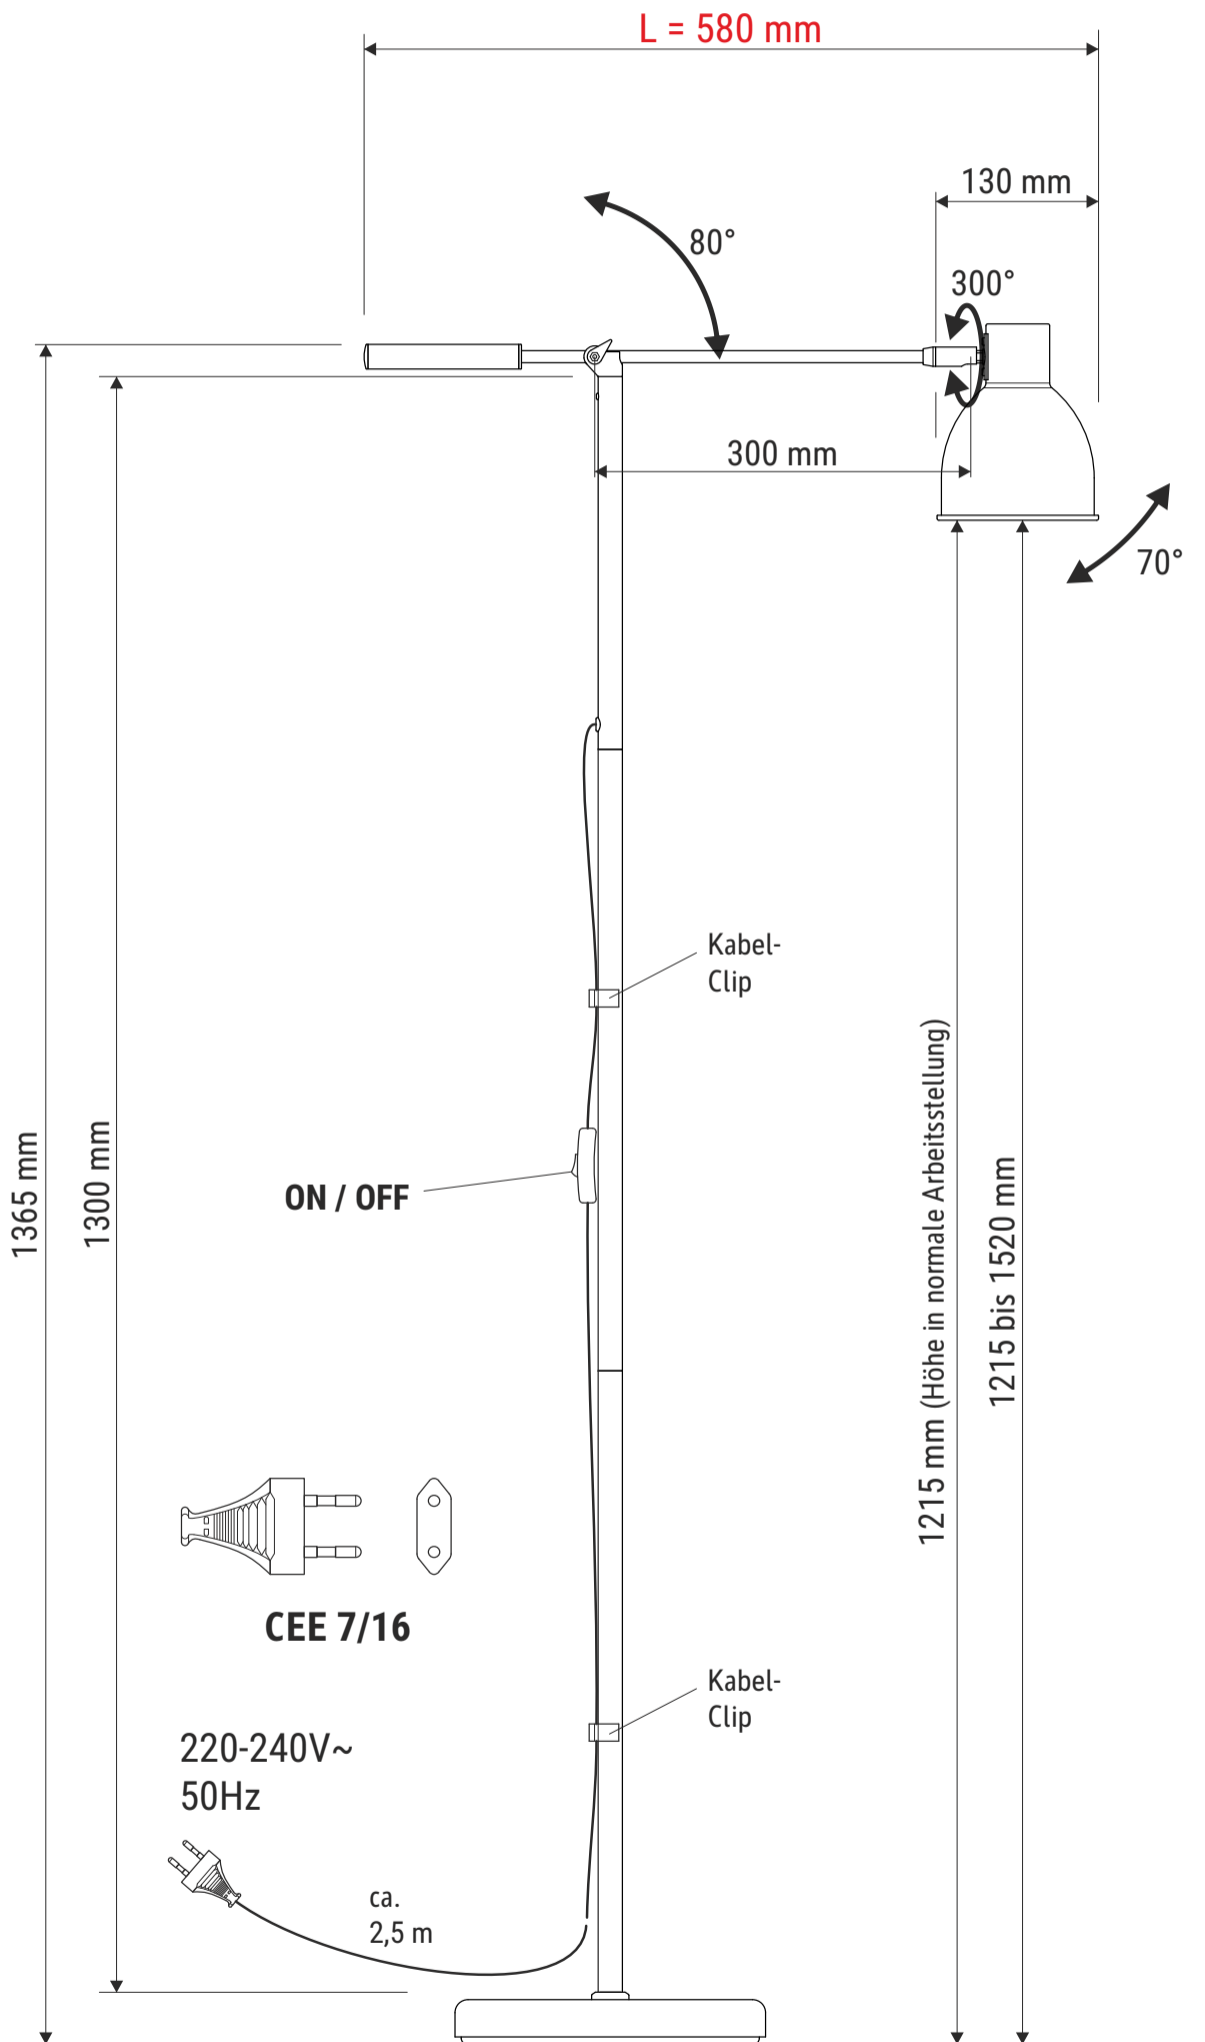 L = 580 mm
130 mm
80°
300°
300 mm
70°
Kabel-
Clip
1365 mm
1300 mm
ON / OFF
1215 mm (Höhe in normale Arbeitsstellung)
1215 bis 1520 mm
CEE 7/16
Kabel-
Clip
220-240V~
50Hz
ca.
2,5 m